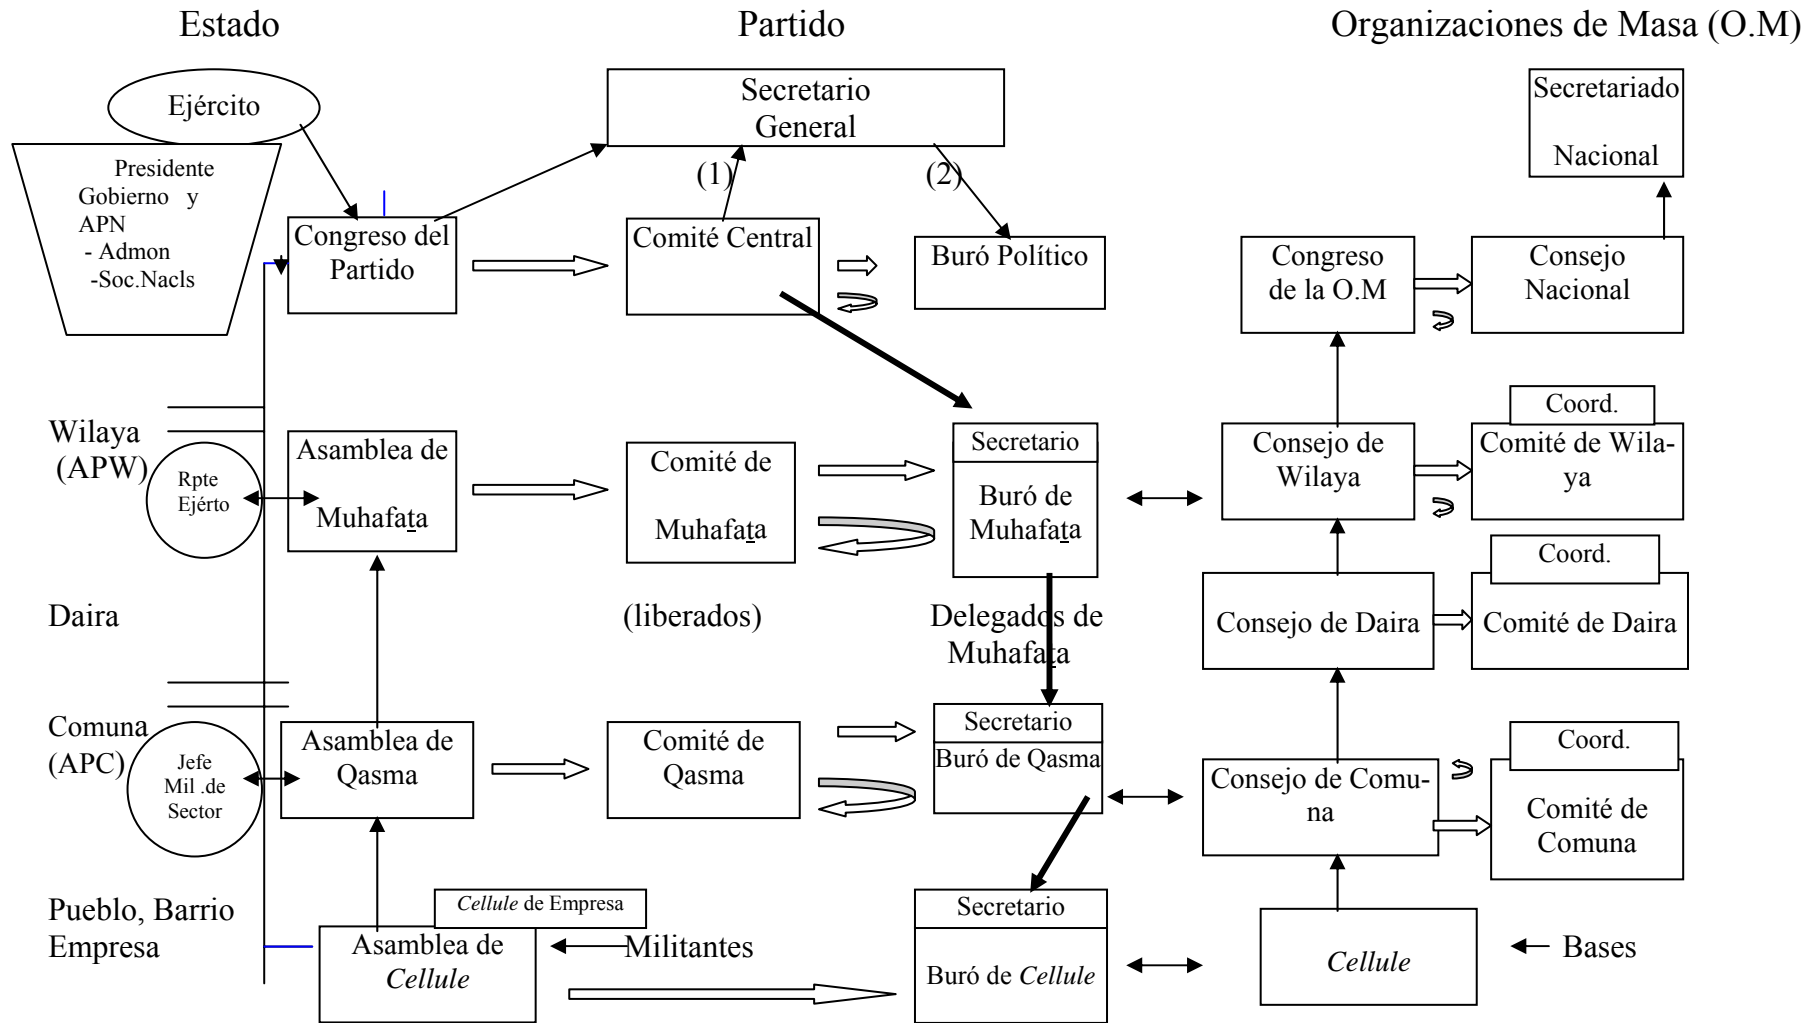 Estado
Partido
Organizaciones de Masa (O.M)
Ejército
Secretario
General
Secretariado
Nacional
Presidente
Gobierno y
APN
- Admon
-Soc.Nacls
(1)
(2)
Congreso del
Partido
Comité Central
Buró Político
Congreso
de la O.M
Consejo
Nacional
Wilaya
(APW)
Rpte
Ejérto
Asamblea de
Muhafaṯa
Comité de
Muhafaṯa
Secretario
Buró de
Muhafaṯa
Consejo de
Wilaya
Coord.
Comité de Wila-
ya
Daira
(liberados)
Delegados de
Muhafaṯa
Consejo de Daira
Coord.
Comité de Daira
Comuna
(APC)
Jefe
Mil .de
Sector
Asamblea de
Qasma
Comité de
Qasma
Secretario
Buró de Qasma
Consejo de Comu-
na
Coord.
Comité de
Comuna
Pueblo, Barrio
Empresa
Cellule de Empresa
Asamblea de
Cellule
Militantes
Secretario
Buró de Cellule
Cellule
Bases